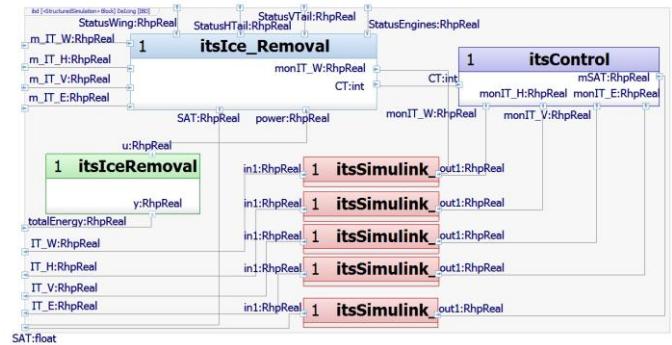 ibd [«StructuredSimulation» Block] DeIcing [IBD]
StatusWing:RhpReal
StatusHTail:RhpReal
StatusVTail:RhpReal
StatusEngines:RhpReal
m_IT_W:RhpReal
m_IT_H:RhpReal
m_IT_V:RhpReal
m_IT_E:RhpReal
1 itsIce_Removal
monIT_W:RhpReal
CT:int
SAT:RhpReal power:RhpReal
1 itsControl
CT:int
mSAT:RhpReal
monIT_H:RhpReal monIT_E:RhpReal
monIT_W:RhpReal
monIT_V:RhpReal
u:RhpReal
1 itsIceRemoval
y:RhpReal
totalEnergy:RhpReal
in1:RhpReal 1 itsSimulink_ out1:RhpReal
in1:RhpReal 1 itsSimulink_ out1:RhpReal
IT_W:RhpReal
in1:RhpReal 1 itsSimulink_ out1:RhpReal
IT_H:RhpReal
in1:RhpReal 1 itsSimulink_ out1:RhpReal
IT_V:RhpReal
IT_E:RhpReal
in1:RhpReal 1 itsSimulink_ out1:RhpReal
SAT:float